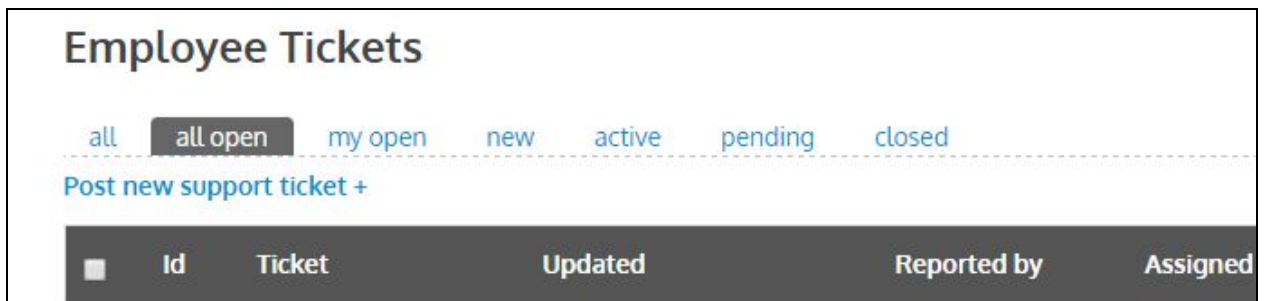 Employee Tickets
all all open my open new active pending closed
Post new support ticket +
Id Ticket Updated Reported by Assigned